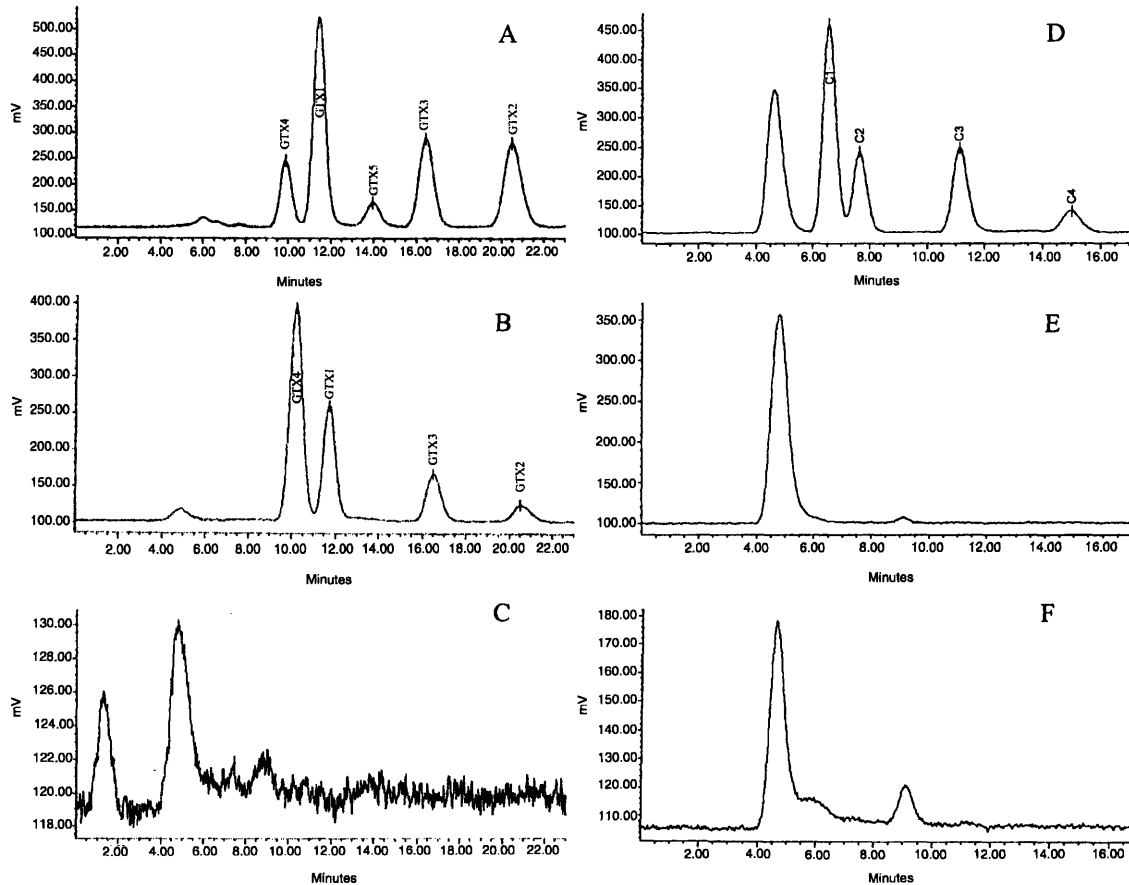 A
mV
500.00
450.00
400.00
350.00
300.00
250.00
200.00
150.00
100.00
GTX4
GTX1
GTX5
GTX3
GTX2
2.00 4.00 6.00 8.00 10.00 12.00 14.00 16.00 18.00 20.00 22.00
Minutes
D
mV
450.00
400.00
350.00
300.00
250.00
200.00
150.00
100.00
C1
C2
C3
C4
2.00 4.00 6.00 8.00 10.00 12.00 14.00 16.00
Minutes
B
mV
400.00
350.00
300.00
250.00
200.00
150.00
100.00
GTX4
GTX1
GTX3
GTX2
2.00 4.00 6.00 8.00 10.00 12.00 14.00 16.00 18.00 20.00 22.00
Minutes
E
mV
350.00
300.00
250.00
200.00
150.00
100.00
2.00 4.00 6.00 8.00 10.00 12.00 14.00 16.00
Minutes
C
mV
130.00
128.00
126.00
124.00
122.00
120.00
118.00
2.00 4.00 6.00 8.00 10.00 12.00 14.00 16.00 18.00 20.00 22.00
Minutes
F
mV
180.00
170.00
160.00
150.00
140.00
130.00
120.00
110.00
2.00 4.00 6.00 8.00 10.00 12.00 14.00 16.00
Minutes